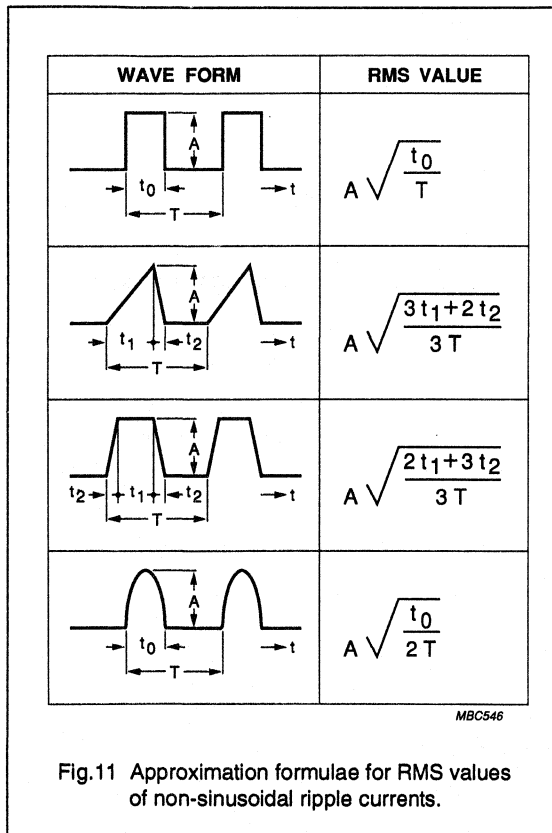 WAVE FORM RMS VALUE
A
t0 t
T
A √ t0 / T
A
t1 t2 t
T
A √ 3t1+2t2 / 3T
A
t2 t1 t2 t
T
A √ 2t1+3t2 / 3T
A
t0 t
T
A √ t0 / 2T
MBC546
Fig.11 Approximation formulae for RMS values
of non-sinusoidal ripple currents.